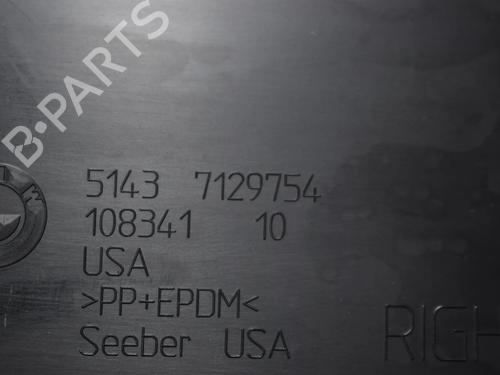 B-PARTS
5143 7129754
108341 10
USA
>PP+EPDM<
Seeber USA
RIGH